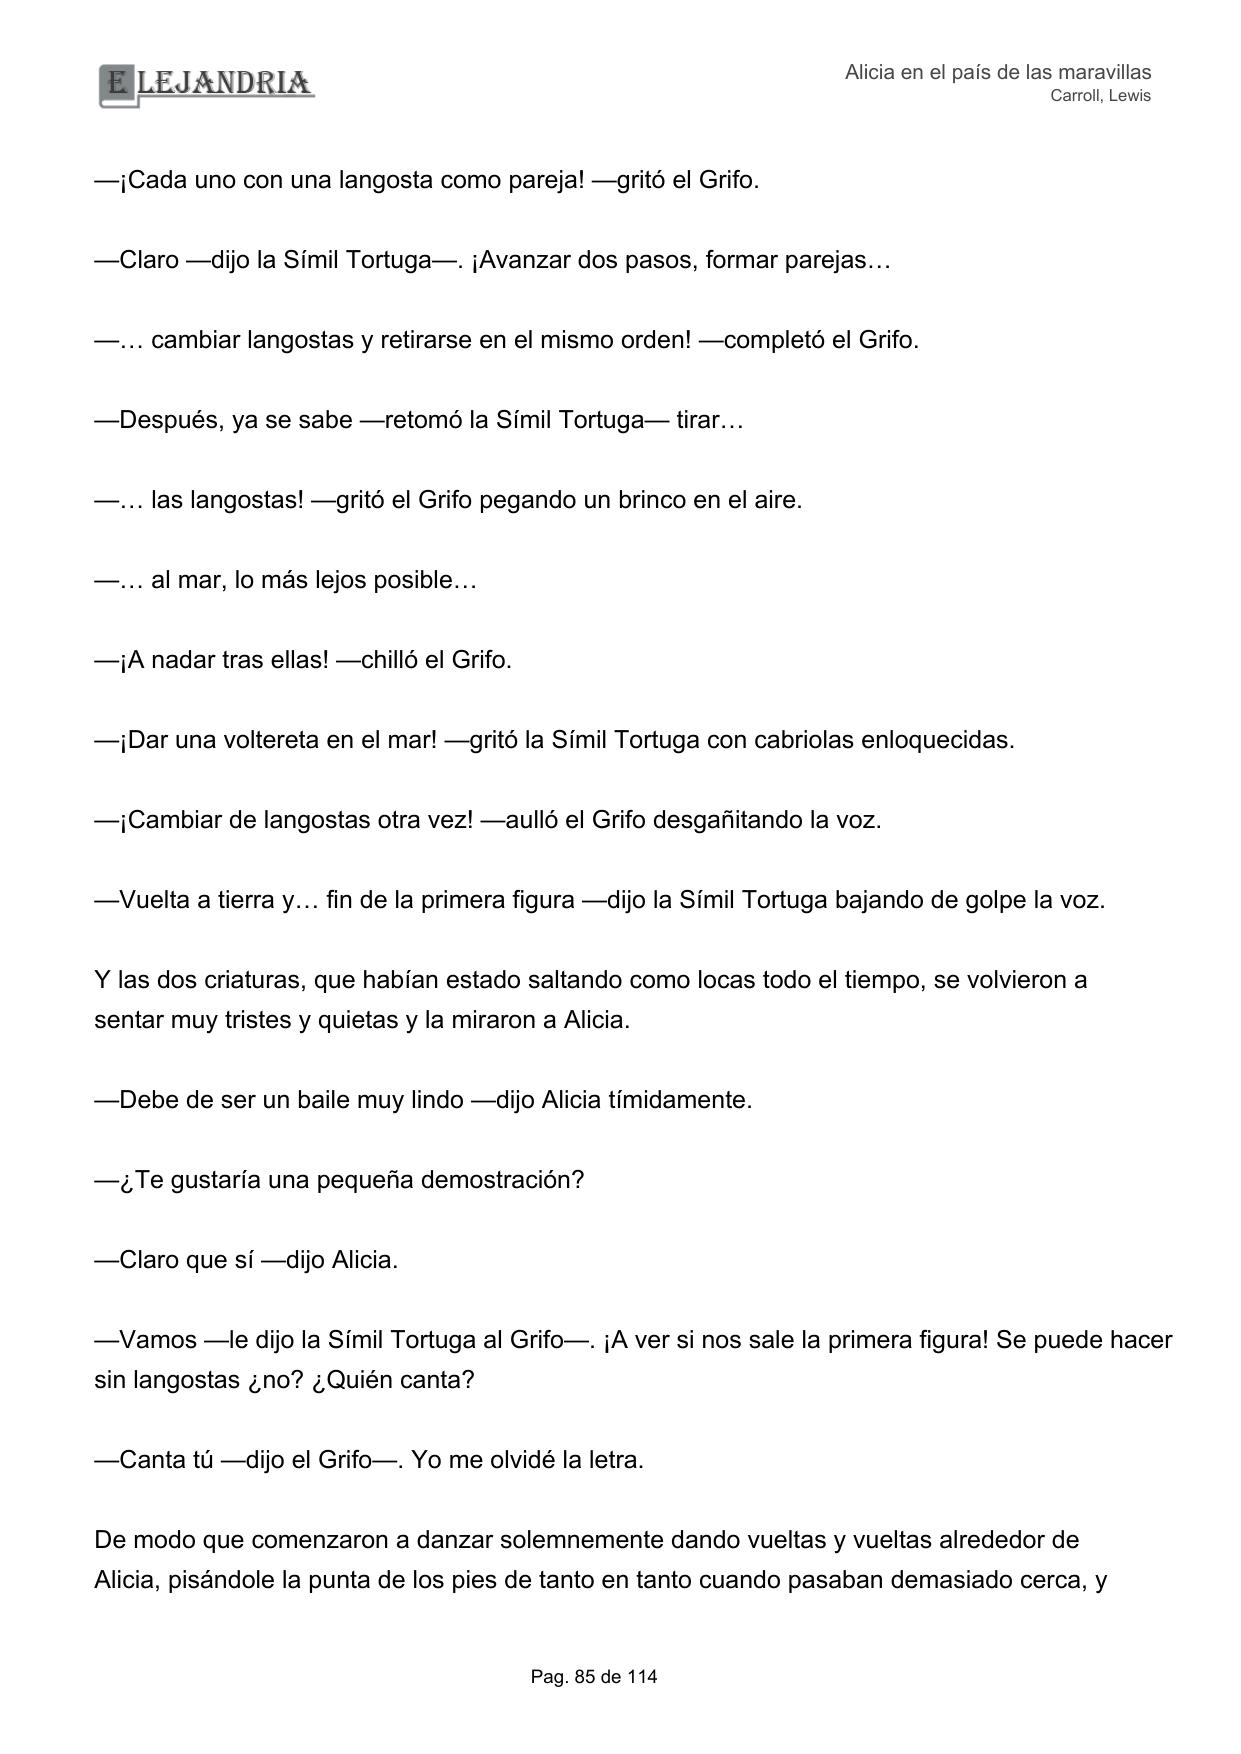 ELEJANDRIA
Alicia en el país de las maravillas
Carroll, Lewis
—¡Cada uno con una langosta como pareja! —gritó el Grifo.
—Claro —dijo la Símil Tortuga—. ¡Avanzar dos pasos, formar parejas…
—… cambiar langostas y retirarse en el mismo orden! —completó el Grifo.
—Después, ya se sabe —retomó la Símil Tortuga— tirar…
—… las langostas! —gritó el Grifo pegando un brinco en el aire.
—… al mar, lo más lejos posible…
—¡A nadar tras ellas! —chilló el Grifo.
—¡Dar una voltereta en el mar! —gritó la Símil Tortuga con cabriolas enloquecidas.
—¡Cambiar de langostas otra vez! —aulló el Grifo desgañitando la voz.
—Vuelta a tierra y… fin de la primera figura —dijo la Símil Tortuga bajando de golpe la voz.
Y las dos criaturas, que habían estado saltando como locas todo el tiempo, se volvieron a
sentar muy tristes y quietas y la miraron a Alicia.
—Debe de ser un baile muy lindo —dijo Alicia tímidamente.
—¿Te gustaría una pequeña demostración?
—Claro que sí —dijo Alicia.
—Vamos —le dijo la Símil Tortuga al Grifo—. ¡A ver si nos sale la primera figura! Se puede hacer
sin langostas ¿no? ¿Quién canta?
—Canta tú —dijo el Grifo—. Yo me olvidé la letra.
De modo que comenzaron a danzar solemnemente dando vueltas y vueltas alrededor de
Alicia, pisándole la punta de los pies de tanto en tanto cuando pasaban demasiado cerca, y
Pag. 85 de 114